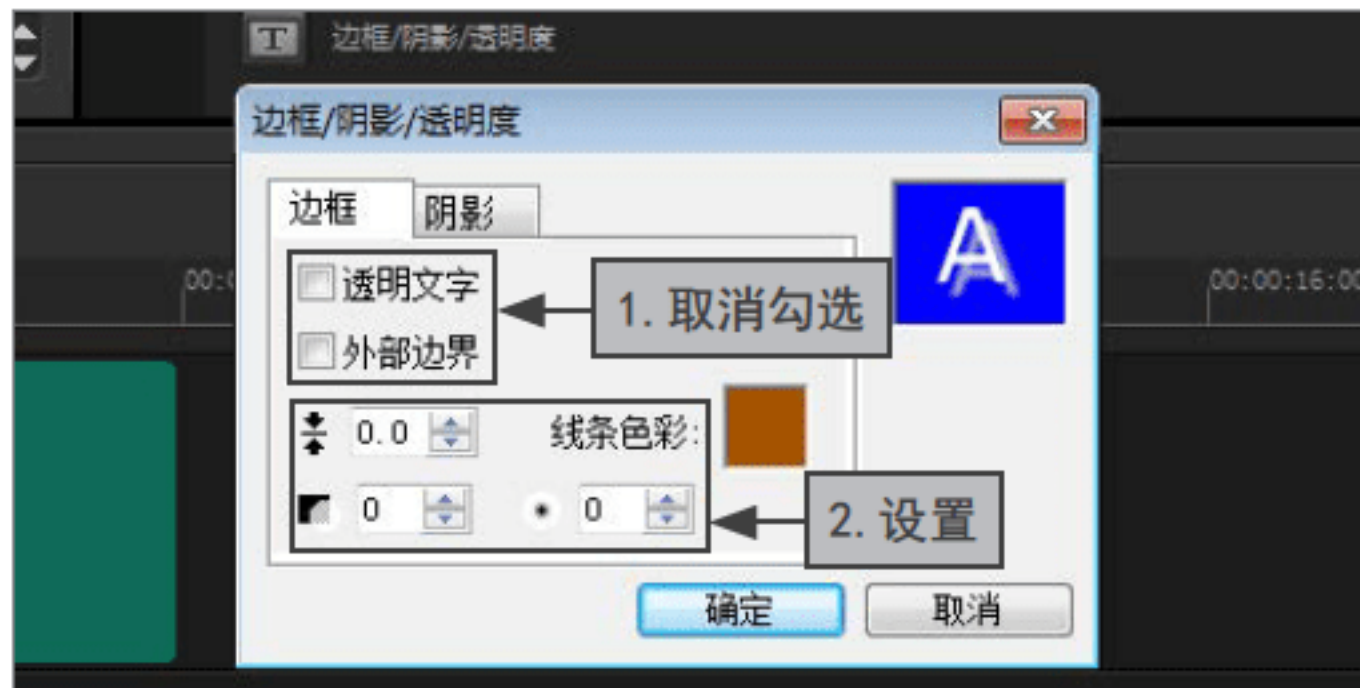 T 边框/阴影/透明度
边框/阴影/透明度
边框 阴影
00:0
透明文字
1. 取消勾选
A
00:00:16:00
外部边界
0.0 线条色彩:
0 0
2. 设置
确定 取消